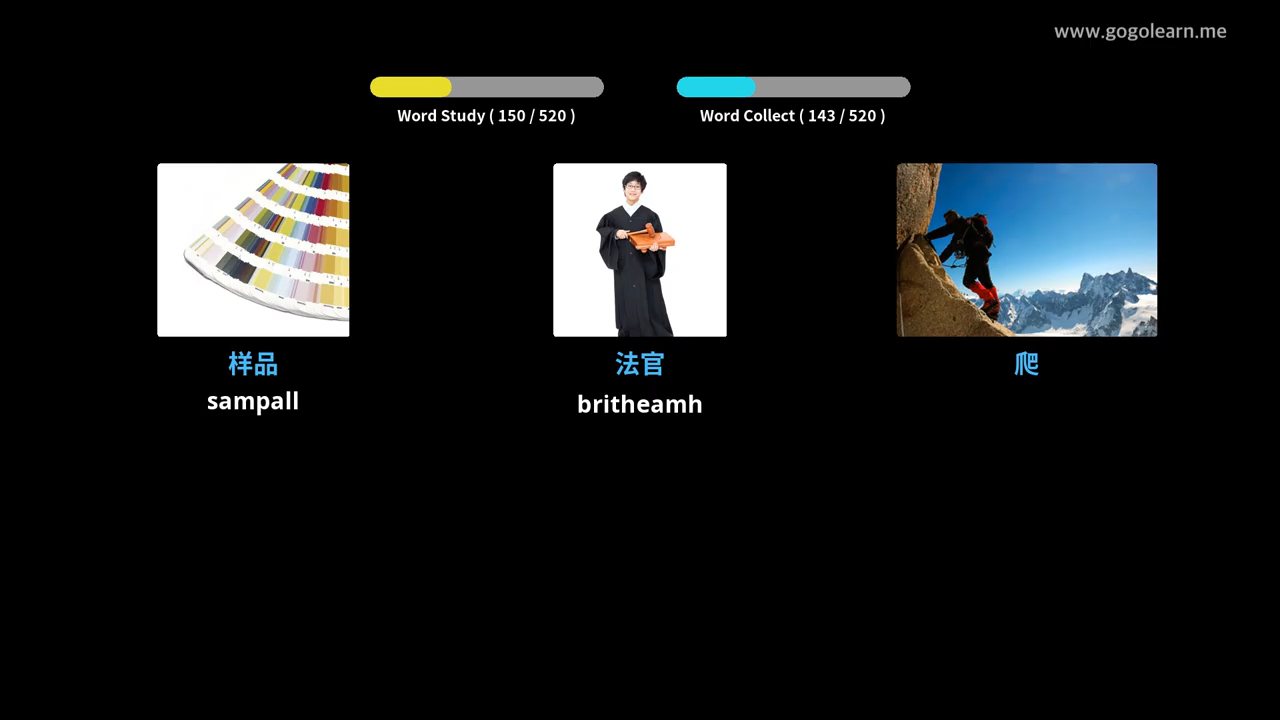 www.gogolearn.me
Word Study ( 150 / 520 )
Word Collect ( 143 / 520 )
样品
sampall
法官
britheamh
爬